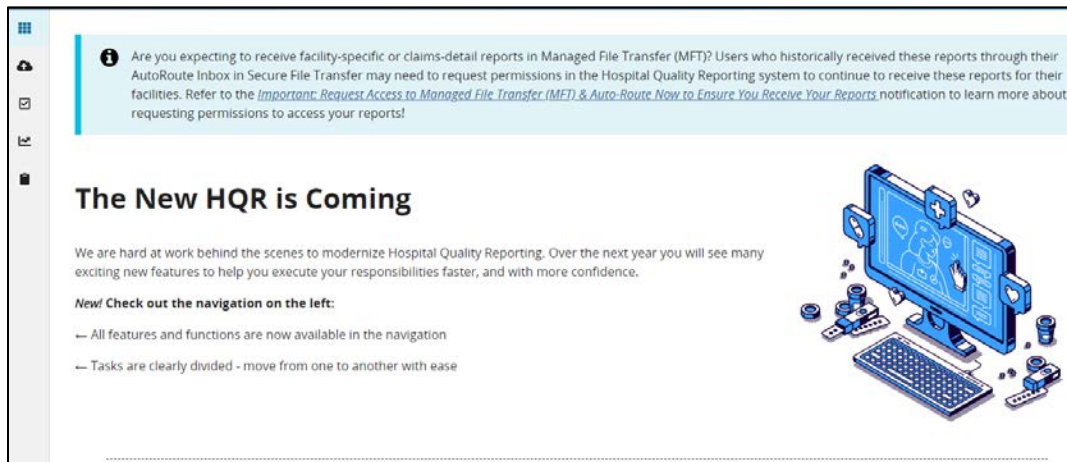 Are you expecting to receive facility-specific or claims-detail reports in Managed File Transfer (MFT)? Users who historically received these reports through their
AutoRoute Inbox in Secure File Transfer may need to request permissions in the Hospital Quality Reporting system to continue to receive these reports for their
facilities. Refer to the Important: Request Access to Managed File Transfer (MFT) & Auto-Route Now to Ensure You Receive Your Reports notification to learn more about
requesting permissions to access your reports!
The New HQR is Coming
We are hard at work behind the scenes to modernize Hospital Quality Reporting. Over the next year you will see many
exciting new features to help you execute your responsibilities faster, and with more confidence.
New! Check out the navigation on the left:
← All features and functions are now available in the navigation
← Tasks are clearly divided - move from one to another with ease